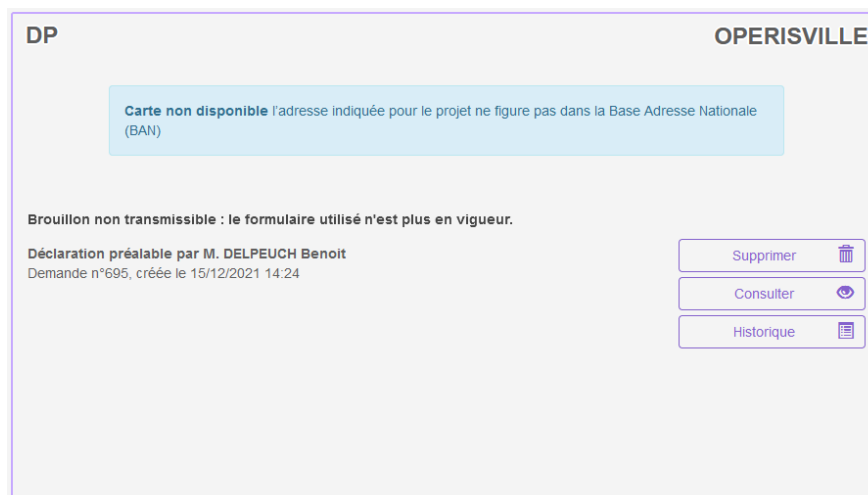 DP
OPERISVILLE
Carte non disponible l'adresse indiquée pour le projet ne figure pas dans la Base Adresse Nationale
(BAN)
Brouillon non transmissible : le formulaire utilisé n'est plus en vigueur.
Déclaration préalable par M. DELPEUCH Benoit
Demande n°695, créée le 15/12/2021 14:24
Supprimer
Consulter
Historique